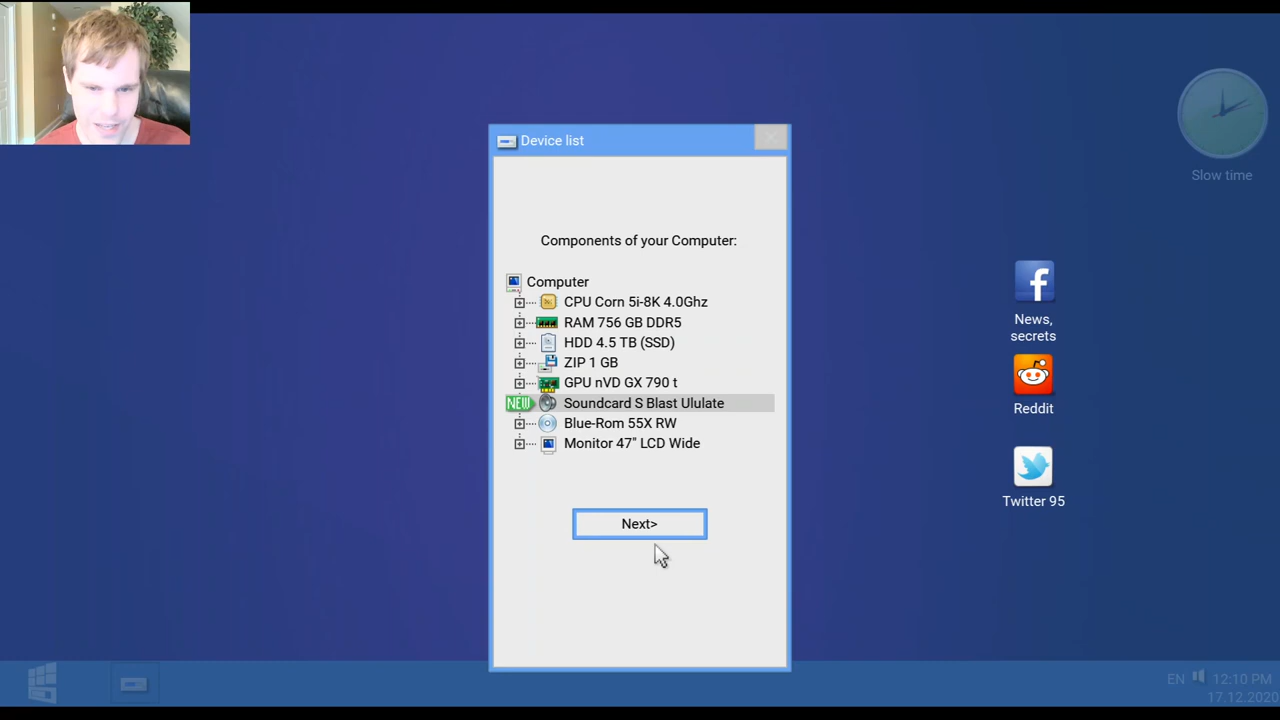 Device list
Slow time
Components of your Computer:
Computer
CPU Corn 5i-8K 4.0Ghz
RAM 756 GB DDR5
HDD 4.5 TB (SSD)
ZIP 1 GB
GPU nVD GX 790 t
NEW Soundcard S Blast Ululate
Blue-Rom 55X RW
Monitor 47" LCD Wide
Next>
News,
secrets
Reddit
Twitter 95
EN 12:10 PM
17.12.2020